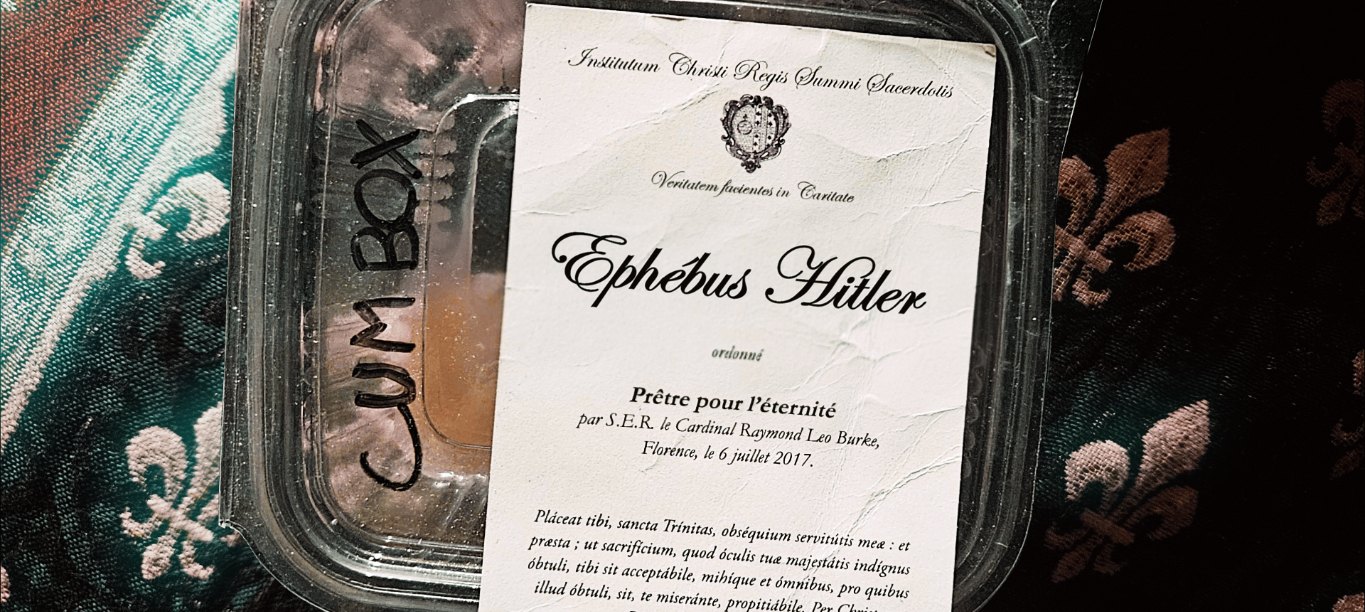 CUM BOX
Institutum Christi Regis Summi Sacerdotis
Veritatem facientes in Caritate
Ephébus Hitler
ordonné
Prêtre pour l'éternité
par S.E.R. le Cardinal Raymond Leo Burke,
Florence, le 6 juillet 2017.
Pláceat tibi, sancta Trínitas, obséquium servitútis meæ : et
præsta ; ut sacrifícium, quod óculis tuæ majestátis indígnus
óbtuli, tibi sit acceptábile, mihíque et ómnibus, pro quibus
illud óbtuli, sit, te miseránte, propitiábile. Per Chris